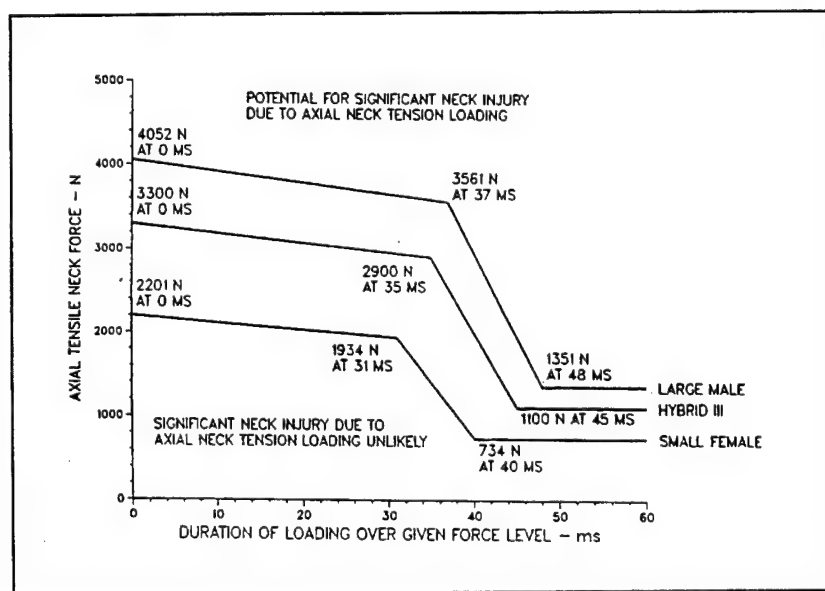 5000
POTENTIAL FOR SIGNIFICANT NECK INJURY
DUE TO AXIAL NECK TENSION LOADING
4052 N
AT 0 MS
4000
3561 N
AT 37 MS
3300 N
AT 0 MS
3000
2900 N
AT 35 MS
2201 N
AT 0 MS
2000
1934 N
AT 31 MS
1351 N
AT 48 MS
LARGE MALE
HYBRID III
1100 N AT 45 MS
SMALL FEMALE
1000
SIGNIFICANT NECK INJURY DUE TO
AXIAL NECK TENSION LOADING UNLIKELY
734 N
AT 40 MS
0
AXIAL TENSILE NECK FORCE – N
0 10 20 30 40 50 60
DURATION OF LOADING OVER GIVEN FORCE LEVEL – ms